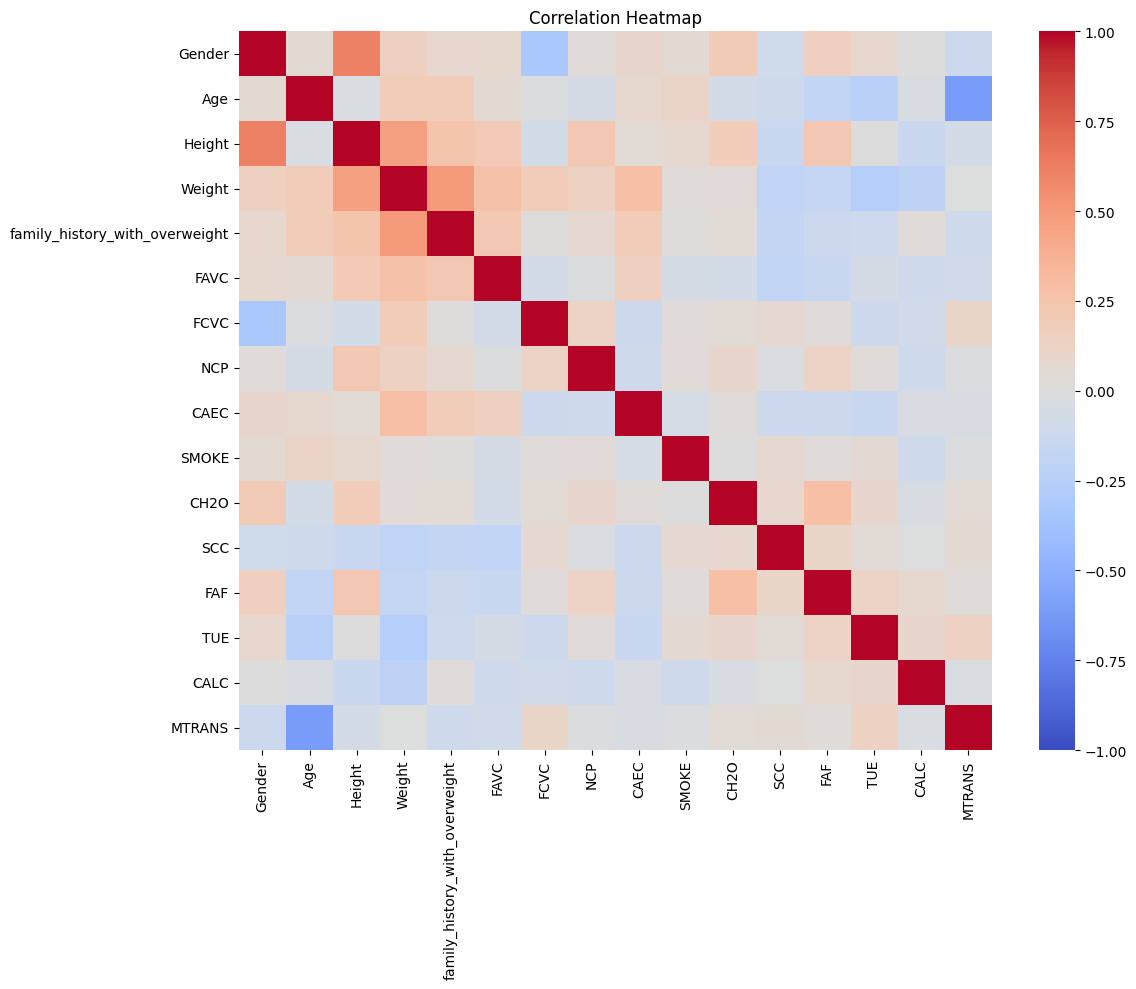 Correlation Heatmap
Gender
Age
Height
Weight
family_history_with_overweight
FAVC
FCVC
NCP
CAEC
SMOKE
CH2O
SCC
FAF
TUE
CALC
MTRANS
Gender
Age
Height
Weight
family_history_with_overweight
FAVC
FCVC
NCP
CAEC
SMOKE
CH2O
SCC
FAF
TUE
CALC
MTRANS
1.00
0.75
0.50
0.25
0.00
−0.25
−0.50
−0.75
−1.00